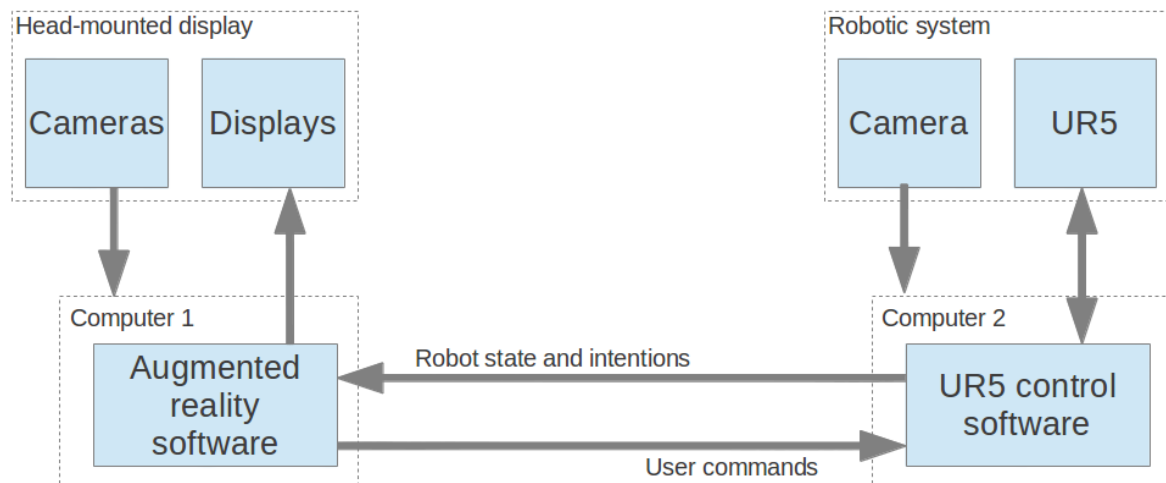 Head-mounted display
Cameras
Displays
Robotic system
Camera
UR5
Computer 1
Augmented
reality
software
Robot state and intentions
User commands
Computer 2
UR5 control
software